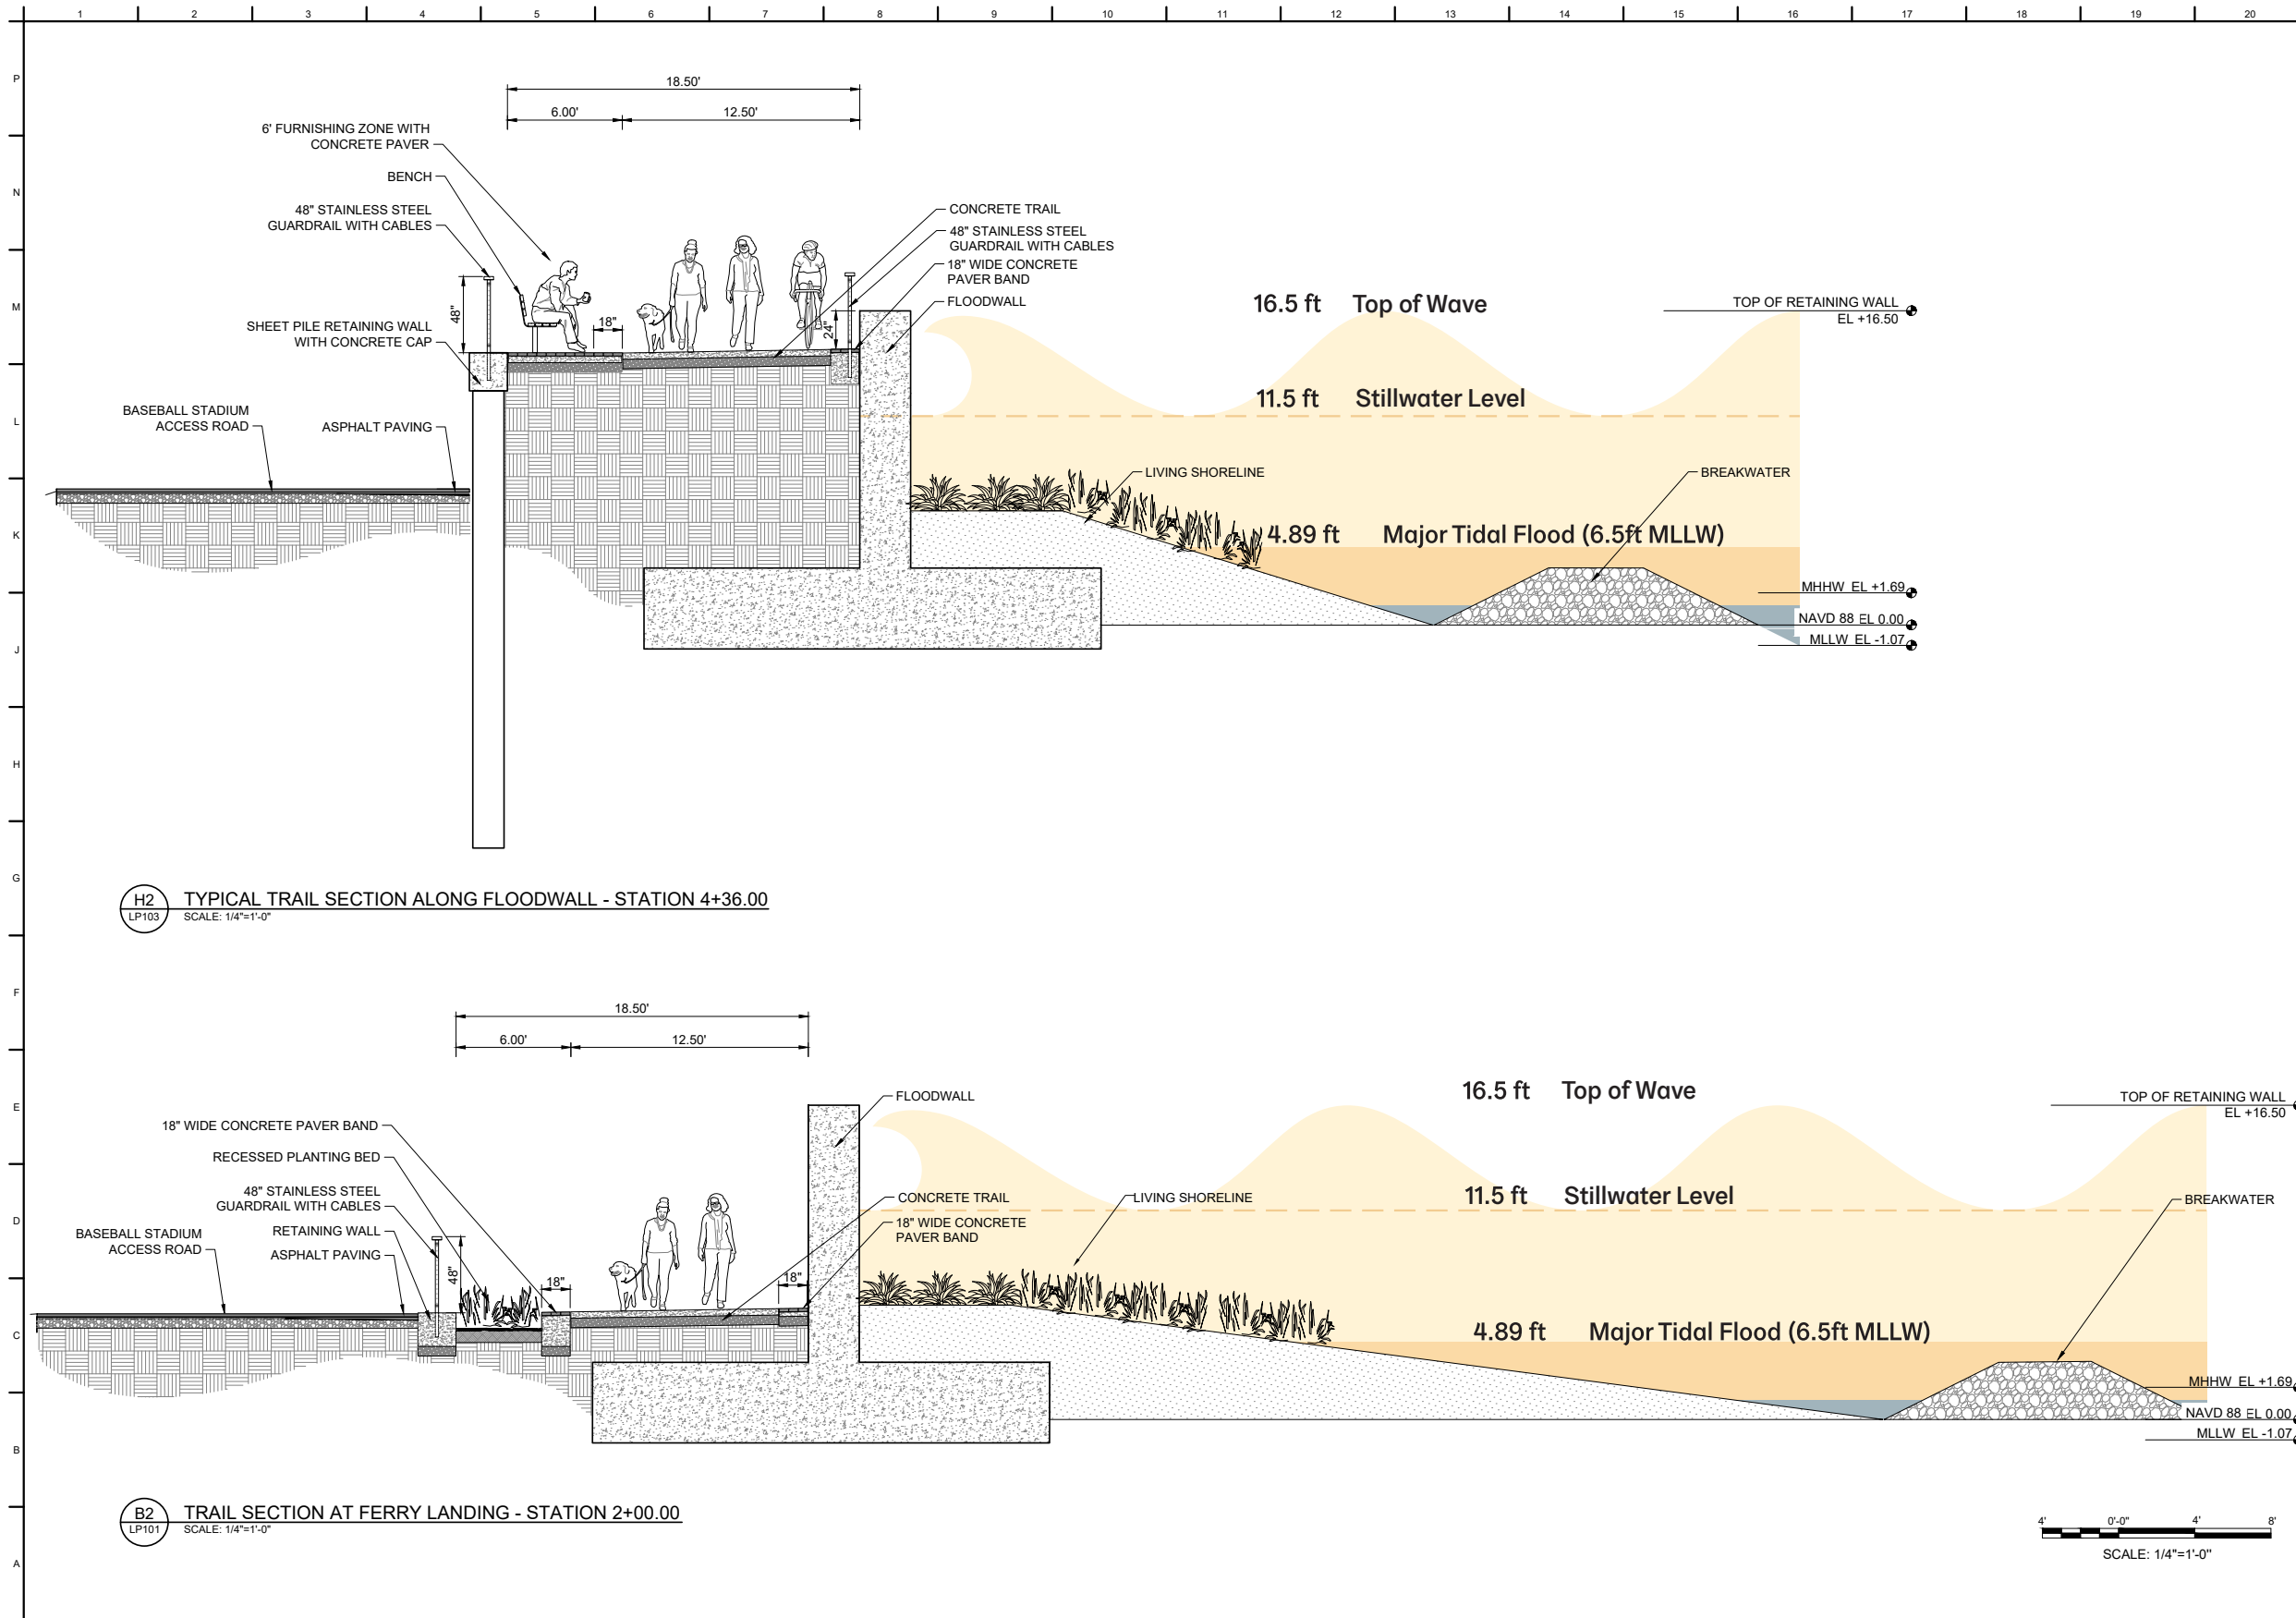 1 2 3 4 5 6 7 8 9 10 11 12 13 14 15 16 17 18 19 20
P
N
M
L
K
J
H
G
F
E
D
C
B
A
18.50'
6.00'
12.50'
6' FURNISHING ZONE WITH
CONCRETE PAVER
BENCH
48" STAINLESS STEEL
GUARDRAIL WITH CABLES
48"
SHEET PILE RETAINING WALL
WITH CONCRETE CAP
18"
24"
BASEBALL STADIUM
ACCESS ROAD
ASPHALT PAVING
CONCRETE TRAIL
48" STAINLESS STEEL
GUARDRAIL WITH CABLES
18" WIDE CONCRETE
PAVER BAND
FLOODWALL
16.5 ft Top of Wave
TOP OF RETAINING WALL
EL +16.50
11.5 ft Stillwater Level
LIVING SHORELINE
BREAKWATER
4.89 ft Major Tidal Flood (6.5ft MLLW)
MHHW EL +1.69
NAVD 88 EL 0.00
MLLW EL -1.07
H2
LP103
TYPICAL TRAIL SECTION ALONG FLOODWALL - STATION 4+36.00
SCALE: 1/4"=1'-0"
18.50'
6.00'
12.50'
FLOODWALL
16.5 ft Top of Wave
TOP OF RETAINING WALL
EL +16.50
18" WIDE CONCRETE PAVER BAND
RECESSED PLANTING BED
48" STAINLESS STEEL
GUARDRAIL WITH CABLES
RETAINING WALL
BASEBALL STADIUM
ACCESS ROAD
ASPHALT PAVING
48"
18"
18"
CONCRETE TRAIL
18" WIDE CONCRETE
PAVER BAND
LIVING SHORELINE
11.5 ft Stillwater Level
BREAKWATER
4.89 ft Major Tidal Flood (6.5ft MLLW)
MHHW EL +1.69
NAVD 88 EL 0.00
MLLW EL -1.07
B2
LP101
TRAIL SECTION AT FERRY LANDING - STATION 2+00.00
SCALE: 1/4"=1'-0"
4' 0'-0" 4' 8'
SCALE: 1/4"=1'-0"